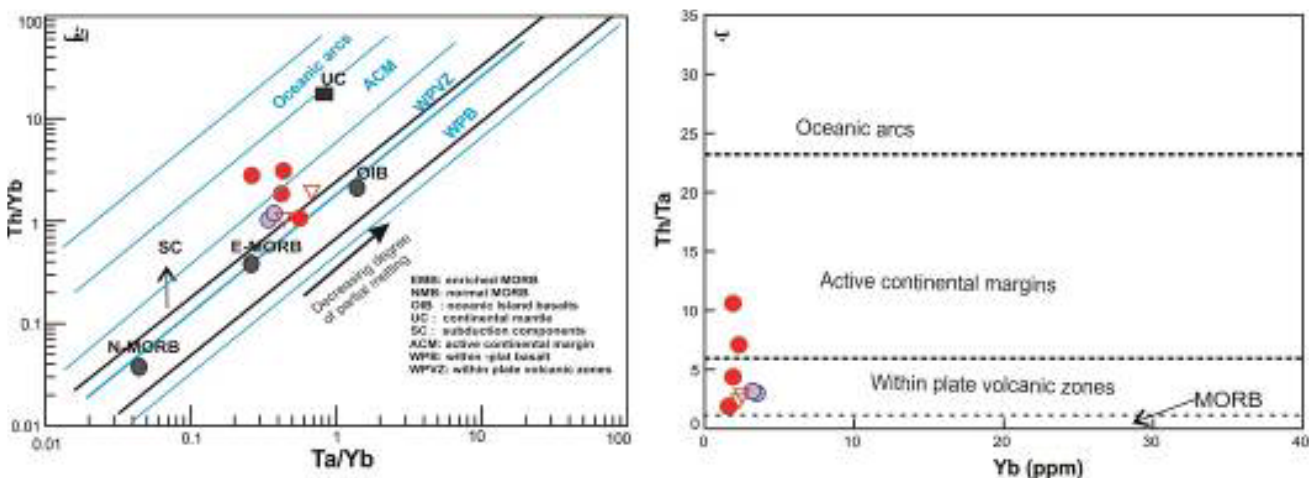 100
10
1
0.1
0.01
Th/Yb
0.01
0.1
1
10
100
Ta/Yb
Oceanic arcs
UC
ACM
WPVZ
WPB
OIB
SC
E-MORB
N-MORB
Decreasing degree
of partial melting
EMB: enriched MORB
NMB: normal MORB
OIB : oceanic Island basalts
UC : continental mantle
SC : subduction components
ACM: active continental margin
WPB: within -plat basalt
WPVZ: within plate volcanic zones
35
30
25
20
15
10
5
0
Th/Ta
Oceanic arcs
Active continental margins
Within plate volcanic zones
MORB
0
10
20
30
40
Yb (ppm)